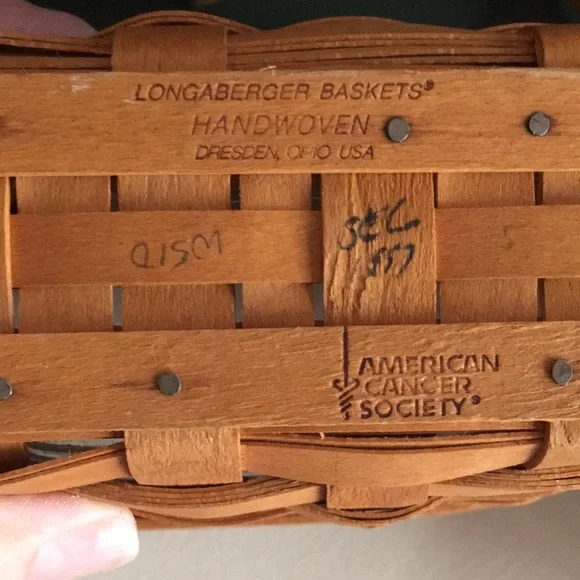 LONGABERGER BASKETS®
HANDWOVEN
DRESDEN, OHIO USA
AMERICAN
CANCER
SOCIETY®